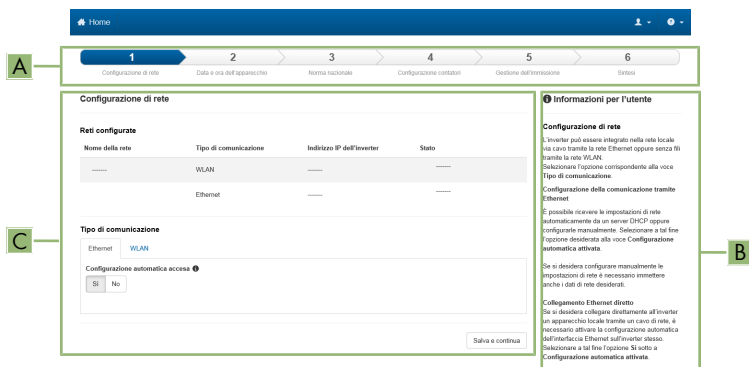 Home
A
1 2 3 4 5 6
Configurazione di rete Data e ora dell'apparecchio Norma nazionale Configurazione contatori Gestione dell'immissione Sintesi
C
Configurazione di rete
Reti configurate
Nome della rete Tipo di comunicazione Indirizzo IP dell'inverter Stato
------- WLAN ------- -------
Ethernet ------- -------
Tipo di comunicazione
Ethernet WLAN
Configurazione automatica accesa
Sì No
Salva e continua
B
Informazioni per l'utente
Configurazione di rete
L'inverter può essere integrato nella rete locale
via cavo tramite la rete Ethernet oppure senza fili
tramite la rete WLAN.
Selezionare l'opzione corrispondente alla voce
Tipo di comunicazione.
Configurazione della comunicazione tramite
Ethernet
È possibile ricevere le impostazioni di rete
automaticamente da un server DHCP oppure
configurarle manualmente. Selezionare a tal fine
l'opzione desiderata alla voce Configurazione
automatica attivata.
Se si desidera configurare manualmente le
impostazioni di rete è necessario immettere
anche i dati di rete desiderati.
Collegamento Ethernet diretto
Se si desidera collegare direttamente all'inverter
un apparecchio locale tramite un cavo di rete, è
necessario attivare la configurazione automatica
dell'interfaccia Ethernet sull'inverter stesso.
Selezionare a tal fine l'opzione Sì sotto a
Configurazione automatica attivata.